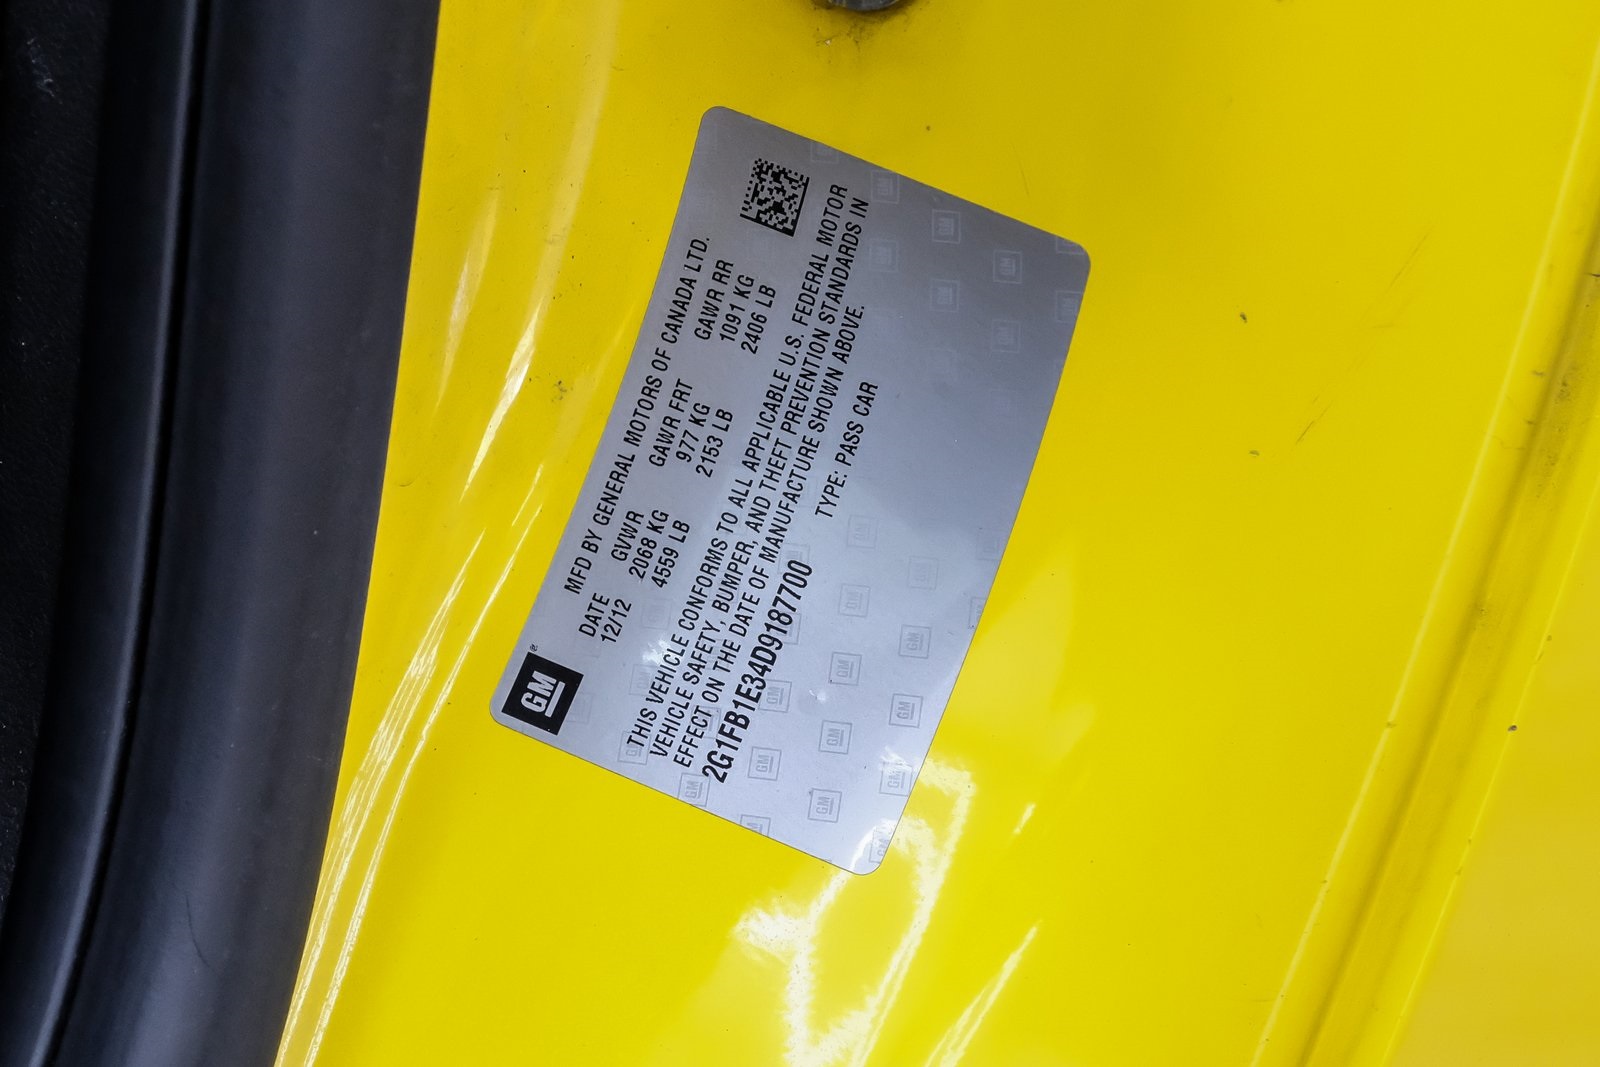 GM
MFD BY GENERAL MOTORS OF CANADA LTD.
DATE GVWR GAWR FRT GAWR RR
12/12 2068 KG 977 KG 1091 KG
4559 LB 2153 LB 2406 LB
THIS VEHICLE CONFORMS TO ALL APPLICABLE U.S. FEDERAL MOTOR
VEHICLE SAFETY, BUMPER, AND THEFT PREVENTION STANDARDS IN
EFFECT ON THE DATE OF MANUFACTURE SHOWN ABOVE.
2G1FB1E34D9187700 TYPE: PASS CAR